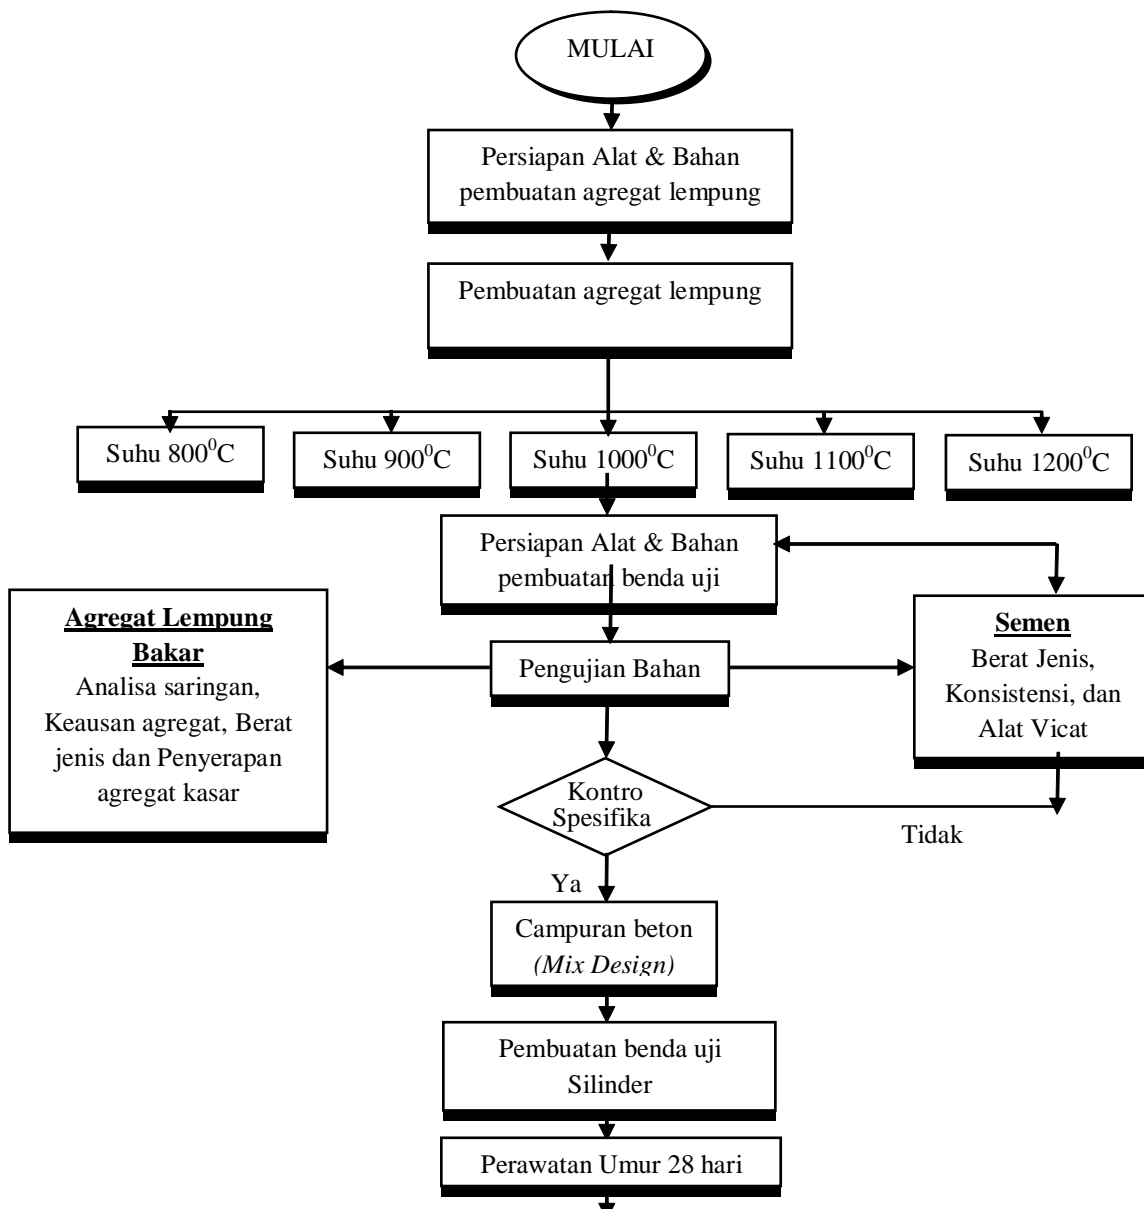 MULAI
Persiapan Alat & Bahan
pembuatan agregat lempung
Pembuatan agregat lempung
Suhu 800⁰C
Suhu 900⁰C
Suhu 1000⁰C
Suhu 1100⁰C
Suhu 1200⁰C
Persiapan Alat & Bahan
pembuatan benda uji
Agregat Lempung
Bakar
Analisa saringan,
Keausan agregat, Berat
jenis dan Penyerapan
agregat kasar
Pengujian Bahan
Semen
Berat Jenis,
Konsistensi, dan
Alat Vicat
Kontro
Spesifika
Tidak
Ya
Campuran beton
(Mix Design)
Pembuatan benda uji
Silinder
Perawatan Umur 28 hari